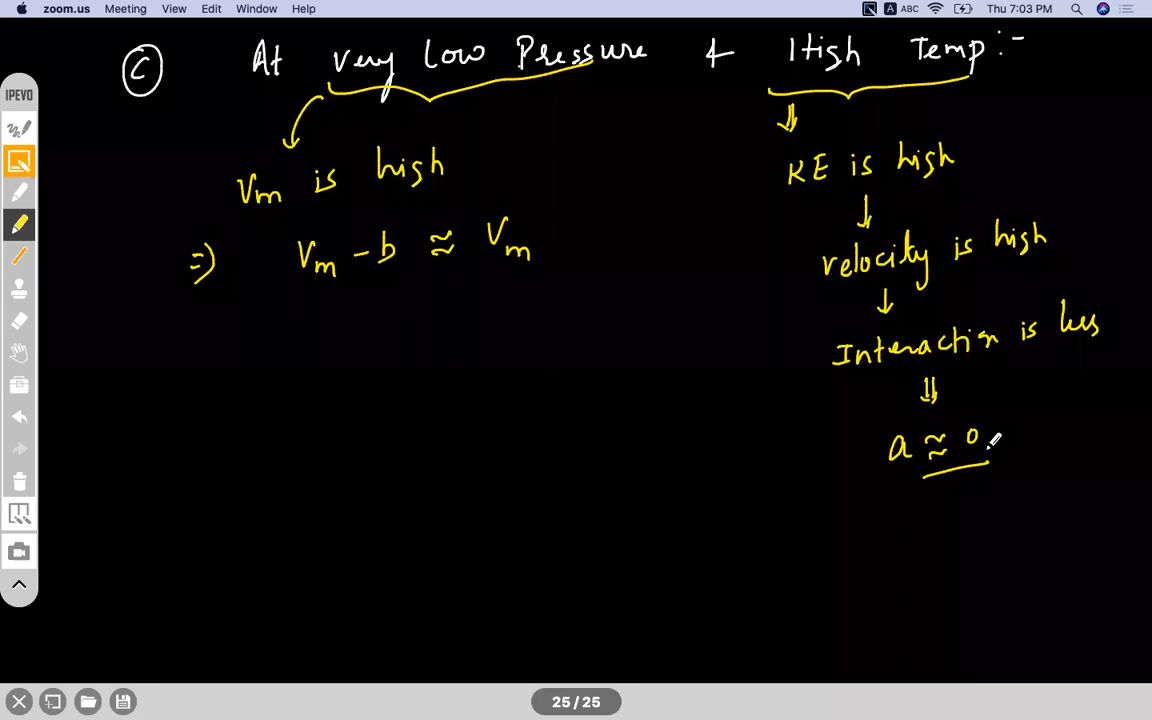 zoom.us Meeting View Edit Window Help ABC Thu 7:03 PM
IPEVO
(C) At Very Low Pressure & High Temp :-
Vm is high
=> Vm - b ≅ Vm
KE is high
↓
velocity is high
↓
Interaction is less
⇓
a ≅ 0
25 / 25